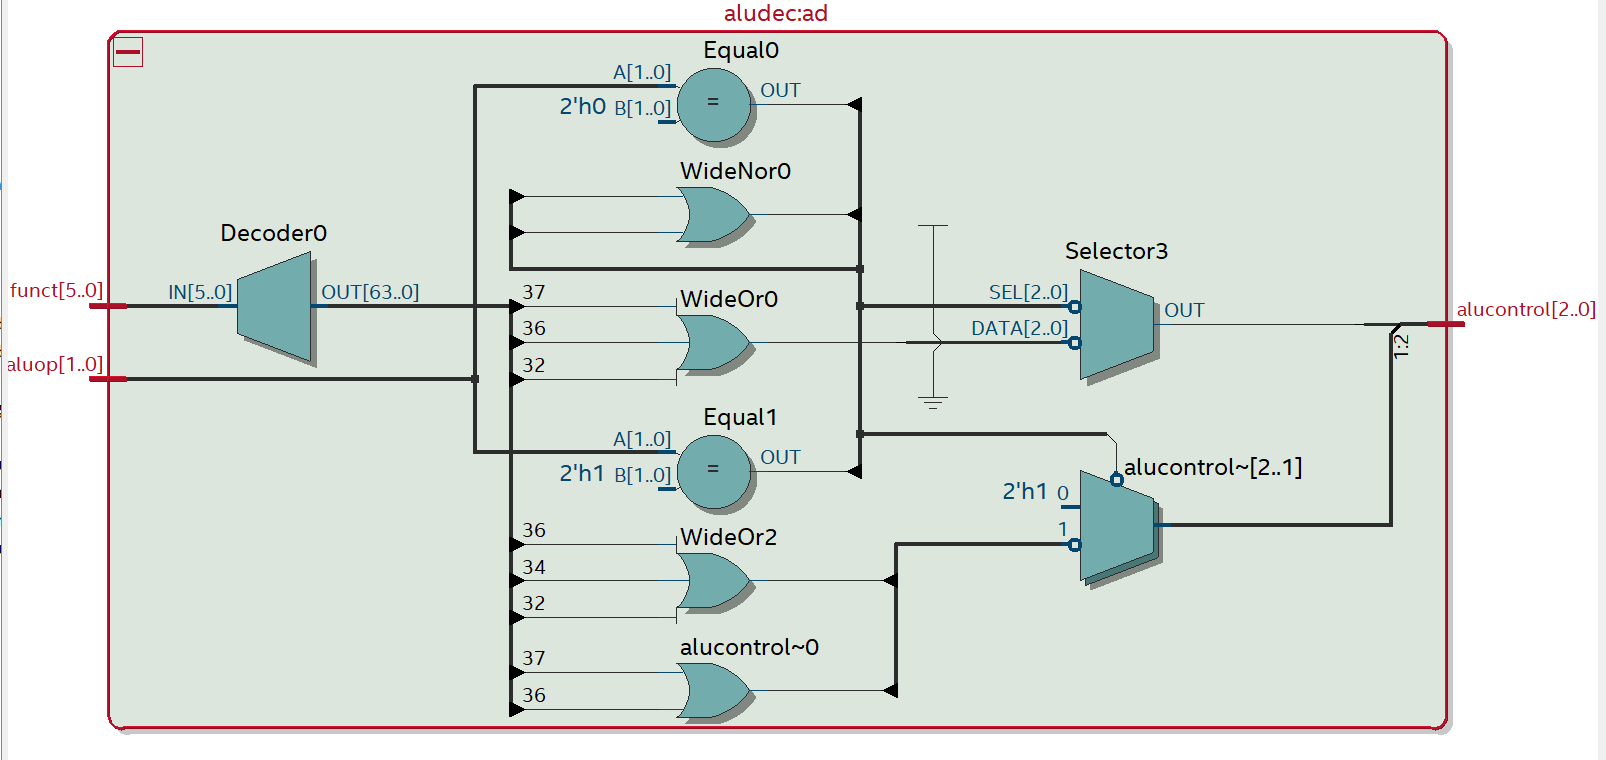 aludec:ad
Equal0
A[1..0]
=
OUT
2'h0 B[1..0]
WideNor0
Decoder0
funct[5..0]
IN[5..0]
OUT[63..0]
37
WideOr0
36
32
aluop[1..0]
Selector3
SEL[2..0]
DATA[2..0]
OUT
alucontrol[2..0]
1:2
Equal1
A[1..0]
=
OUT
2'h1 B[1..0]
alucontrol~[2..1]
2'h1 0
1
36
WideOr2
34
32
alucontrol~0
37
36